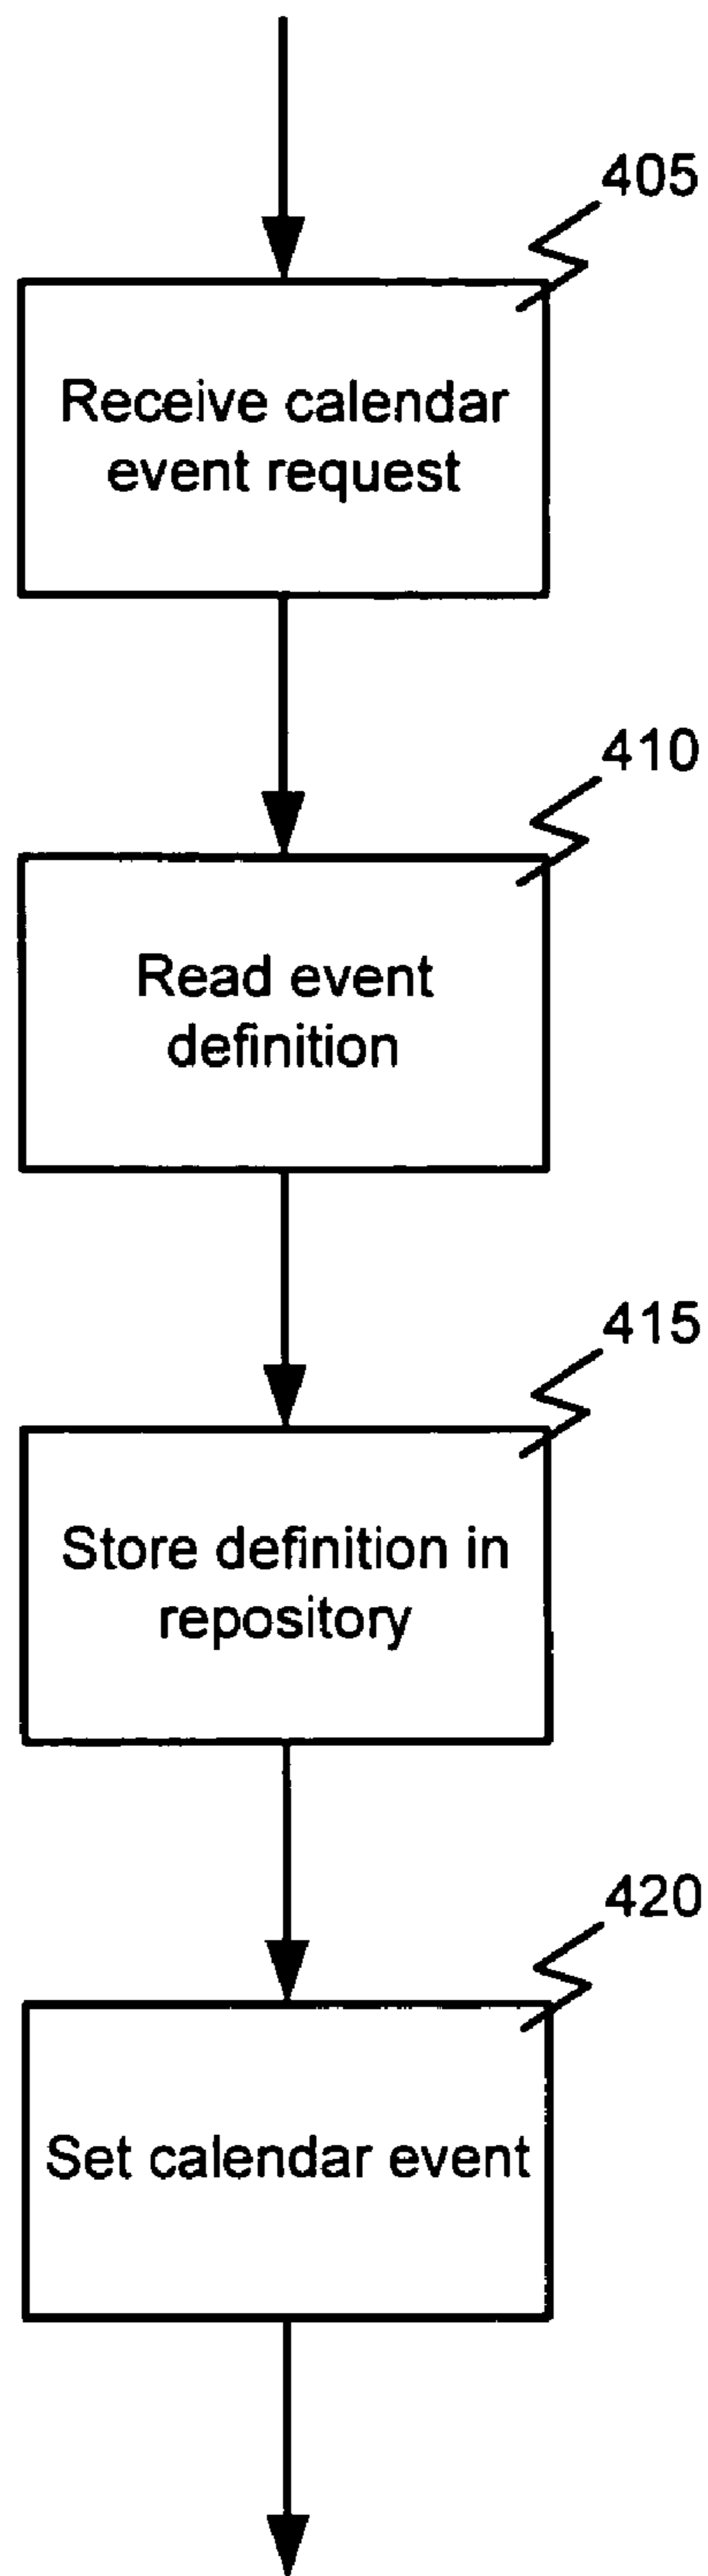 405
Receive calendar
event request
410
Read event
definition
415
Store definition in
repository
420
Set calendar event